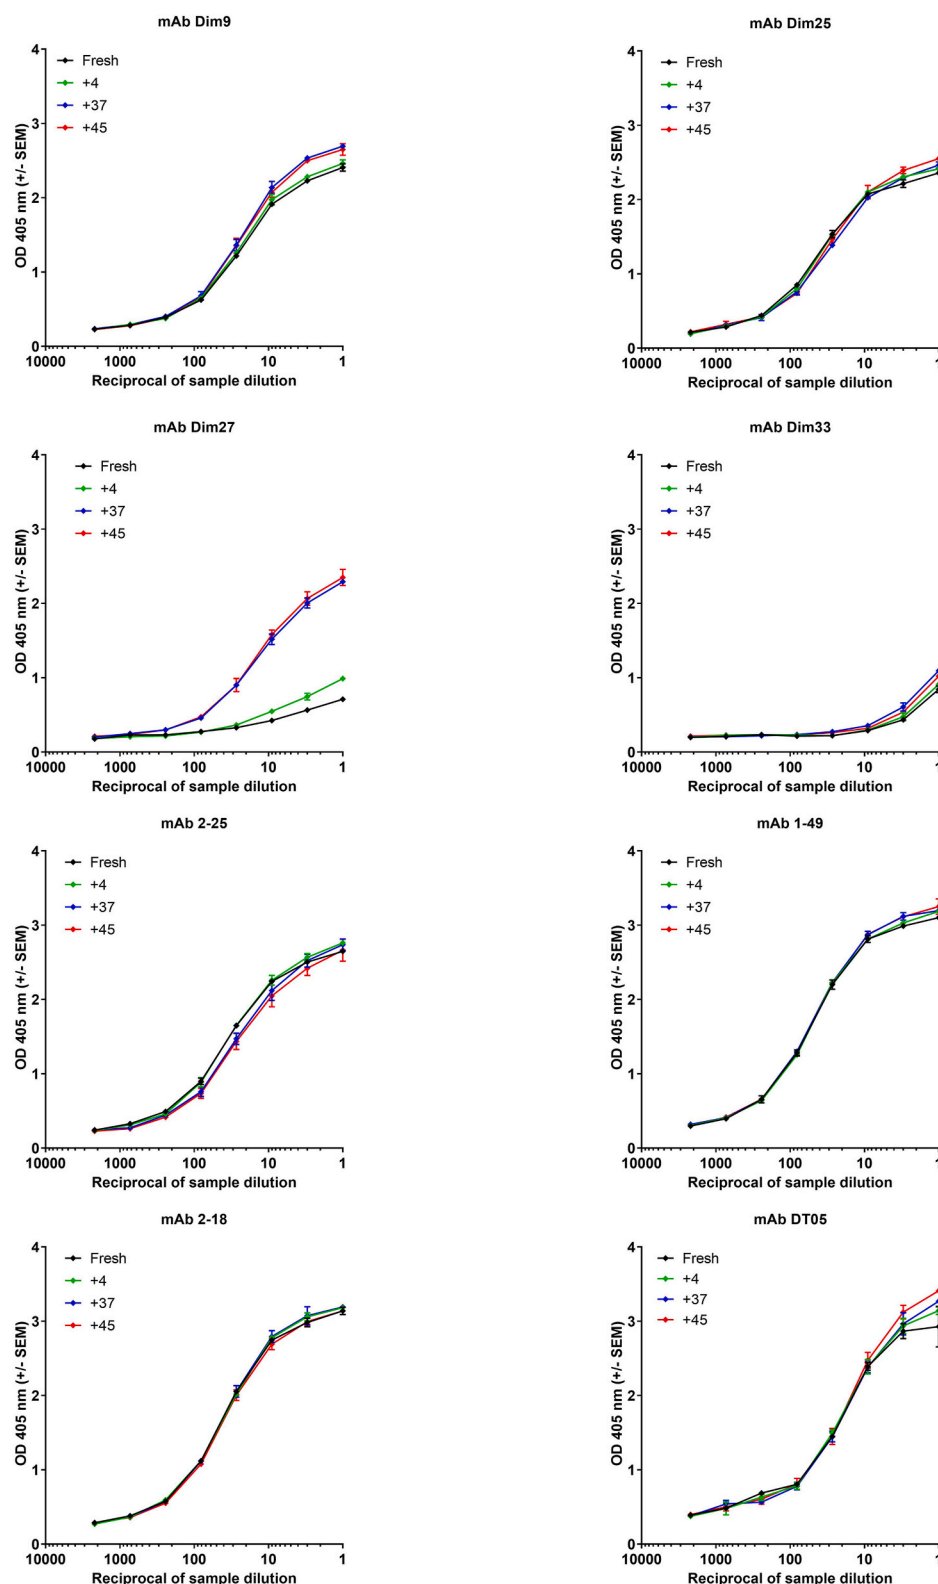 mAb Dim9
4
3
2
1
0
OD 405 nm (+/- SEM)
Fresh
+4
+37
+45
10000 1000 100 10 1
Reciprocal of sample dilution
mAb Dim25
4
3
2
1
0
OD 405 nm (+/- SEM)
Fresh
+4
+37
+45
10000 1000 100 10 1
Reciprocal of sample dilution
mAb Dim27
4
3
2
1
0
OD 405 nm (+/- SEM)
Fresh
+4
+37
+45
10000 1000 100 10 1
Reciprocal of sample dilution
mAb Dim33
4
3
2
1
0
OD 405 nm (+/- SEM)
Fresh
+4
+37
+45
10000 1000 100 10 1
Reciprocal of sample dilution
mAb 2-25
4
3
2
1
0
OD 405 nm (+/- SEM)
Fresh
+4
+37
+45
10000 1000 100 10 1
Reciprocal of sample dilution
mAb 1-49
4
3
2
1
0
OD 405 nm (+/- SEM)
Fresh
+4
+37
+45
10000 1000 100 10 1
Reciprocal of sample dilution
mAb 2-18
4
3
2
1
0
OD 405 nm (+/- SEM)
Fresh
+4
+37
+45
10000 1000 100 10 1
Reciprocal of sample dilution
mAb DT05
4
3
2
1
0
OD 405 nm (+/- SEM)
Fresh
+4
+37
+45
10000 1000 100 10 1
Reciprocal of sample dilution